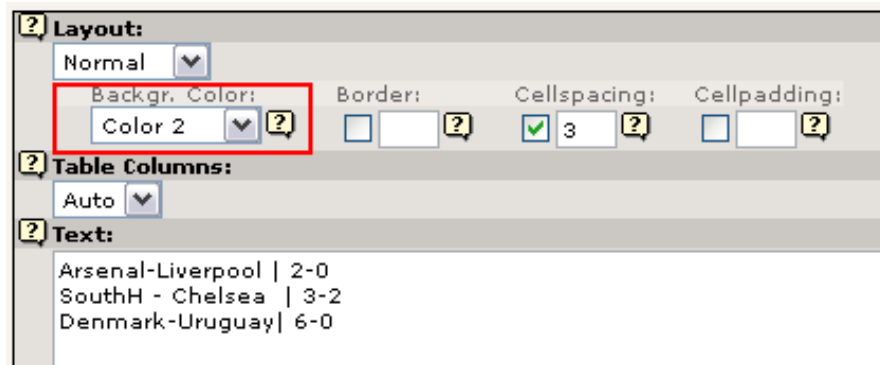 Layout:
Normal
Backgr. Color: Border: Cellspacing: Cellpadding:
Color 2 ? ? 3 ? ?
? Table Columns:
Auto
? Text:
Arsenal-Liverpool | 2-0
SouthH - Chelsea | 3-2
Denmark-Uruguay| 6-0